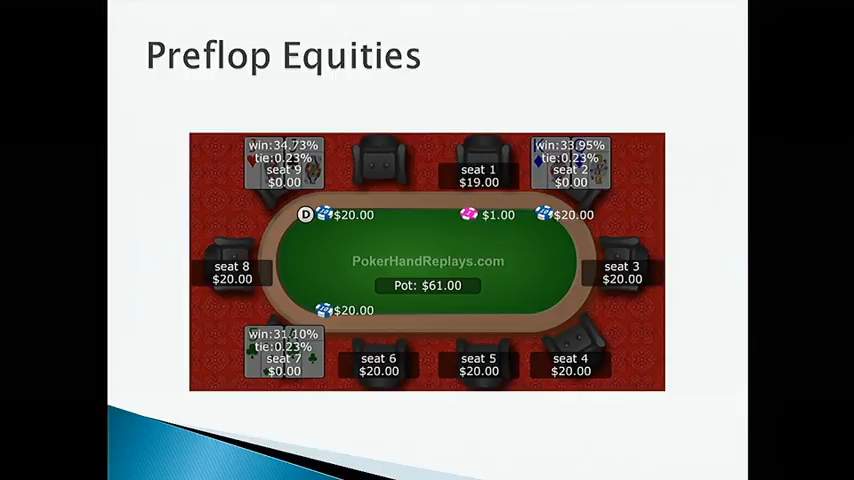 Preflop Equities
win:34.73%
tie:0.23%
seat 9
$0.00
seat 1
$19.00
win:33.95%
tie:0.23%
seat 2
$0.00
D
$20.00
$1.00
$20.00
seat 8
$20.00
PokerHandReplays.com
Pot: $61.00
seat 3
$20.00
$20.00
win:31.10%
tie:0.23%
seat 7
$0.00
seat 6
$20.00
seat 5
$20.00
seat 4
$20.00